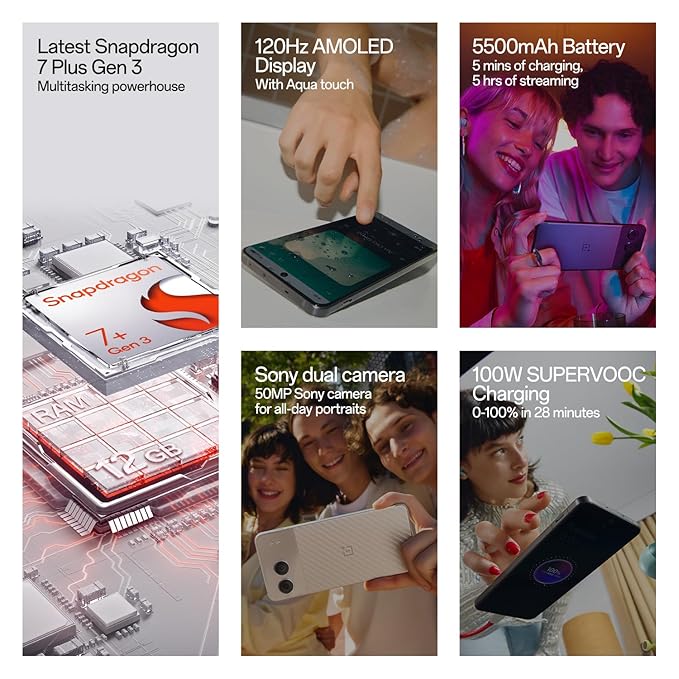 Latest Snapdragon
7 Plus Gen 3
Multitasking powerhouse
Snapdragon
7+
Gen 3
RAM
12 GB
120Hz AMOLED
Display
With Aqua touch
5500mAh Battery
5 mins of charging,
5 hrs of streaming
Sony dual camera
50MP Sony camera
for all-day portraits
100W SUPERVOOC
Charging
0-100% in 28 minutes
100%